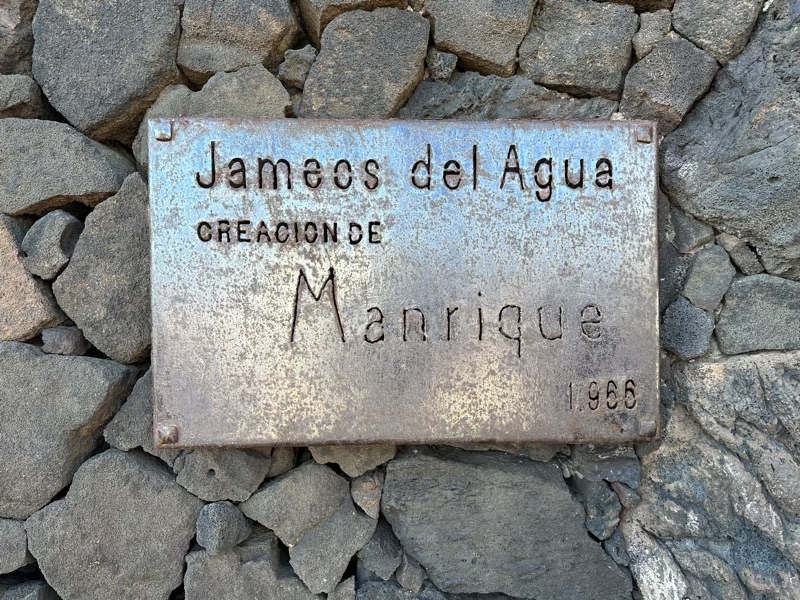 Jameos del Agua
CREACION DE
Manrique
1.966